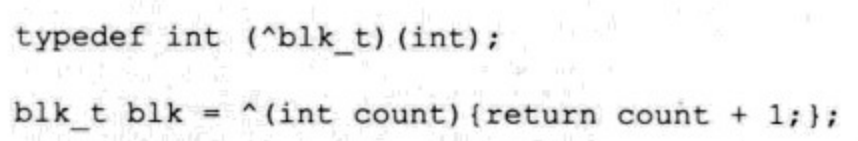 typedef int (^blk_t)(int);
blk_t blk = ^(int count){return count + 1;};